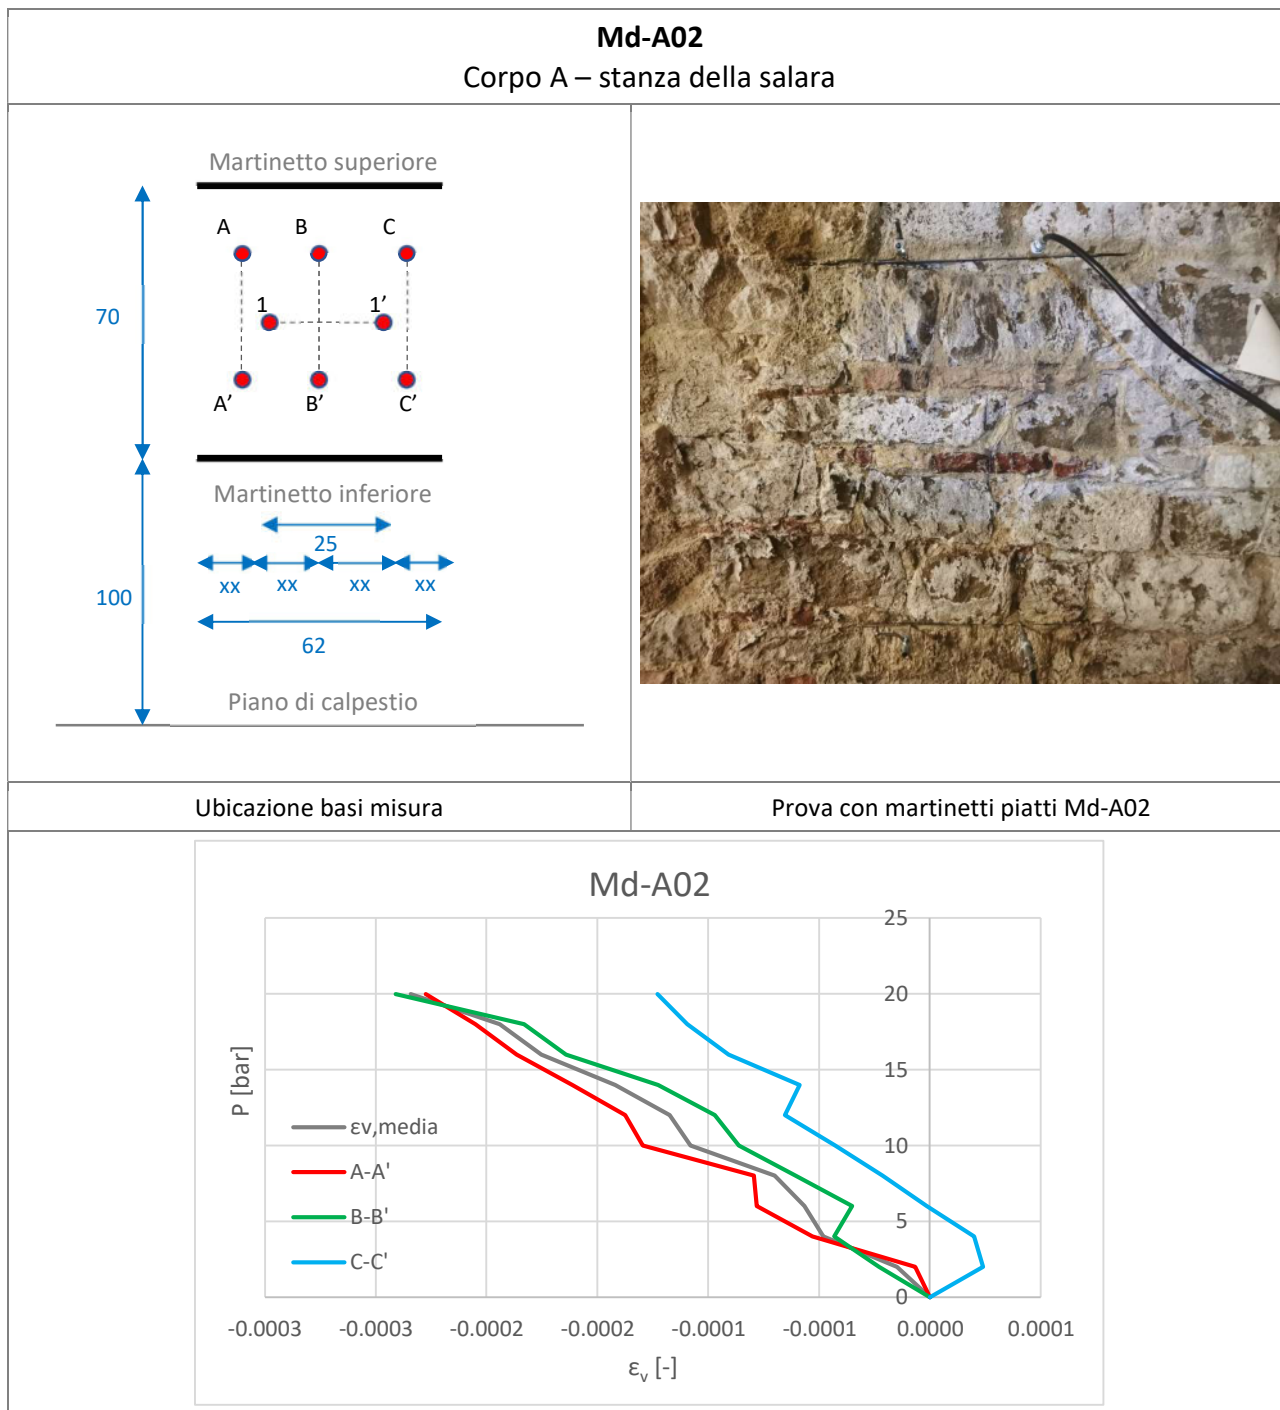 Md-A02
Corpo A – stanza della salara
Martinetto superiore
A B C
70
1 1’
A’ B’ C’
Martinetto inferiore
25
xx xx xx xx
100
62
Piano di calpestio
Ubicazione basi misura
Prova con martinetti piatti Md-A02
Md-A02
25
20
15
10
5
0
P [bar]
εv,media
A-A'
B-B'
C-C'
-0.0003 -0.0003 -0.0002 -0.0002 -0.0001 -0.0001 0.0000 0.0001
εv [-]